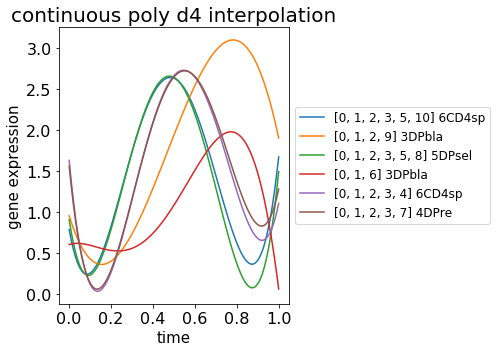 continuous poly d4 interpolation
gene expression
3.0
2.5
2.0
1.5
1.0
0.5
0.0
0.0 0.2 0.4 0.6 0.8 1.0
time
[0, 1, 2, 3, 5, 10] 6CD4sp
[0, 1, 2, 9] 3DPbla
[0, 1, 2, 3, 5, 8] 5DPsel
[0, 1, 6] 3DPbla
[0, 1, 2, 3, 4] 6CD4sp
[0, 1, 2, 3, 7] 4DPre